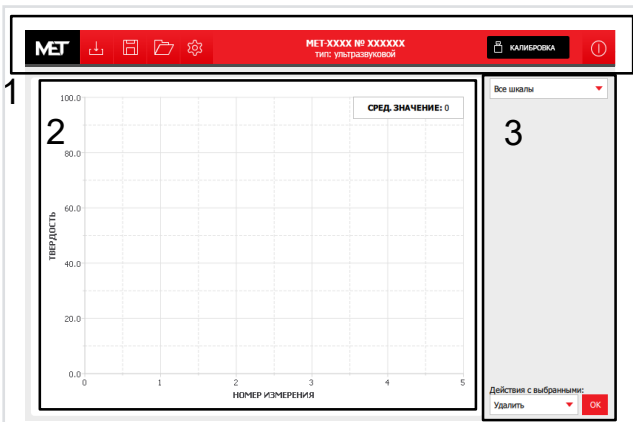 MET
МЕТ-XXXX № XXXXXX
тип: ультразвуковой
КАЛИБРОВКА
1
2
3
Все шкалы
СРЕД. ЗНАЧЕНИЕ: 0
100.0
80.0
60.0
40.0
20.0
0.0
ТВЕРДОСТЬ
0 1 2 3 4 5
НОМЕР ИЗМЕРЕНИЯ
Действия с выбранными:
Удалить
ОК